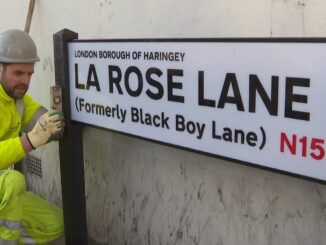 LONDON BOROUGH OF HARINGEY
LA ROSE LANE
(Formerly Black Boy Lane)
N15